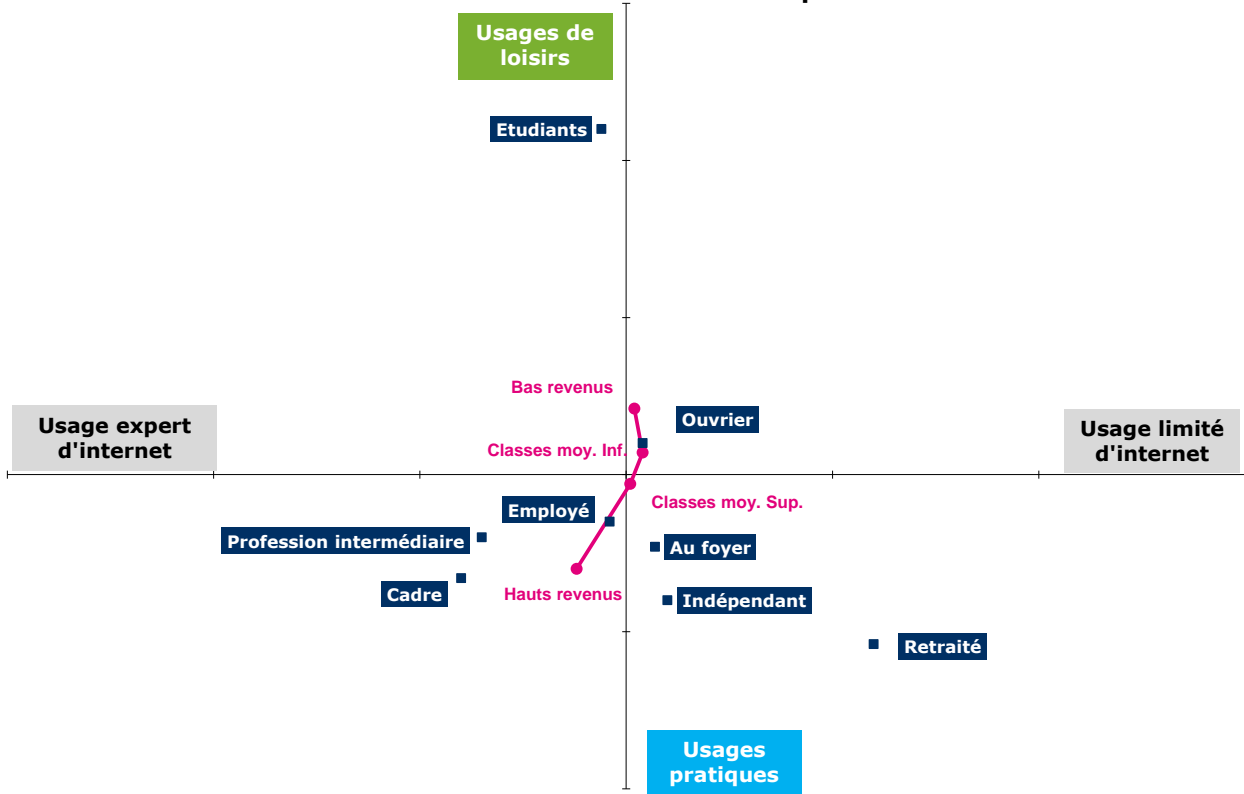 Usages de
loisirs
Etudiants
Bas revenus
Ouvrier
Usage expert
d'internet
Classes moy. Inf.
Usage limité
d'internet
Classes moy. Sup.
Employé
Profession intermédiaire
Au foyer
Cadre
Hauts revenus
Indépendant
Retraité
Usages
pratiques